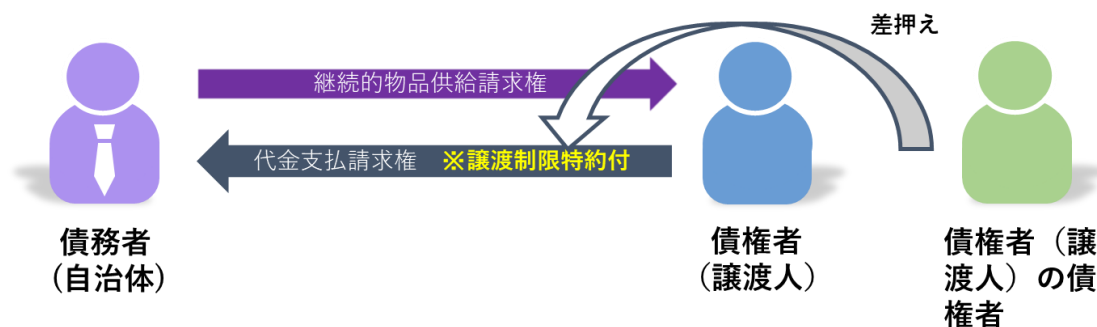 差押え
継続的物品供給請求権
代金支払請求権 ※譲渡制限特約付
債務者
(自治体)
債権者
(譲渡人）
債権者（譲
渡人）の債
権者